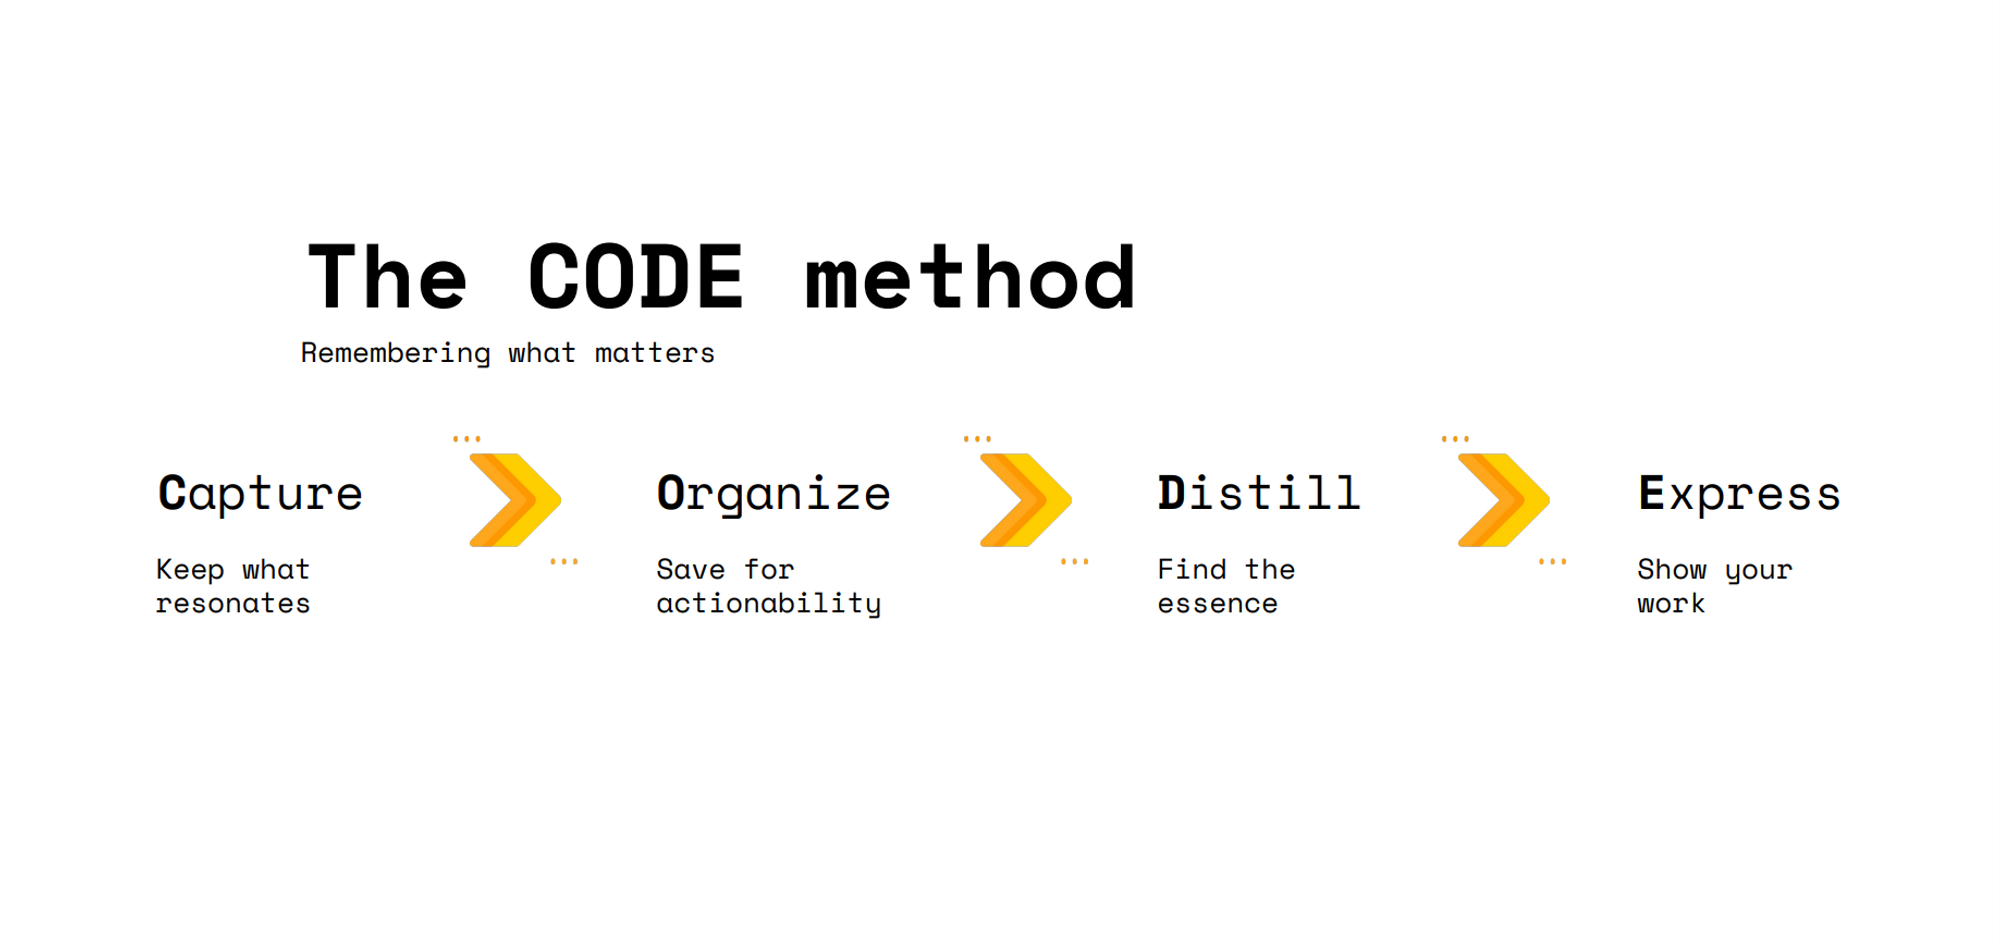 The CODE method
Remembering what matters
Capture
Keep what
resonates
Organize
Save for
actionability
Distill
Find the
essence
Express
Show your
work